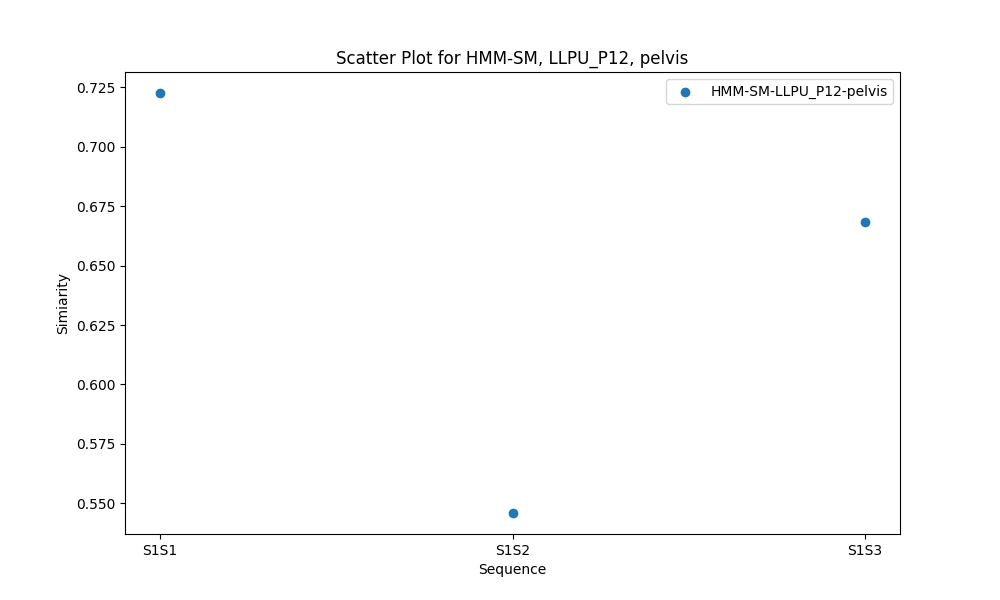 Scatter Plot for HMM-SM, LLPU_P12, pelvis
HMM-SM-LLPU_P12-pelvis
0.725
0.700
0.675
0.650
0.625
0.600
0.575
0.550
Simiarity
S1S1 S1S2 S1S3
Sequence